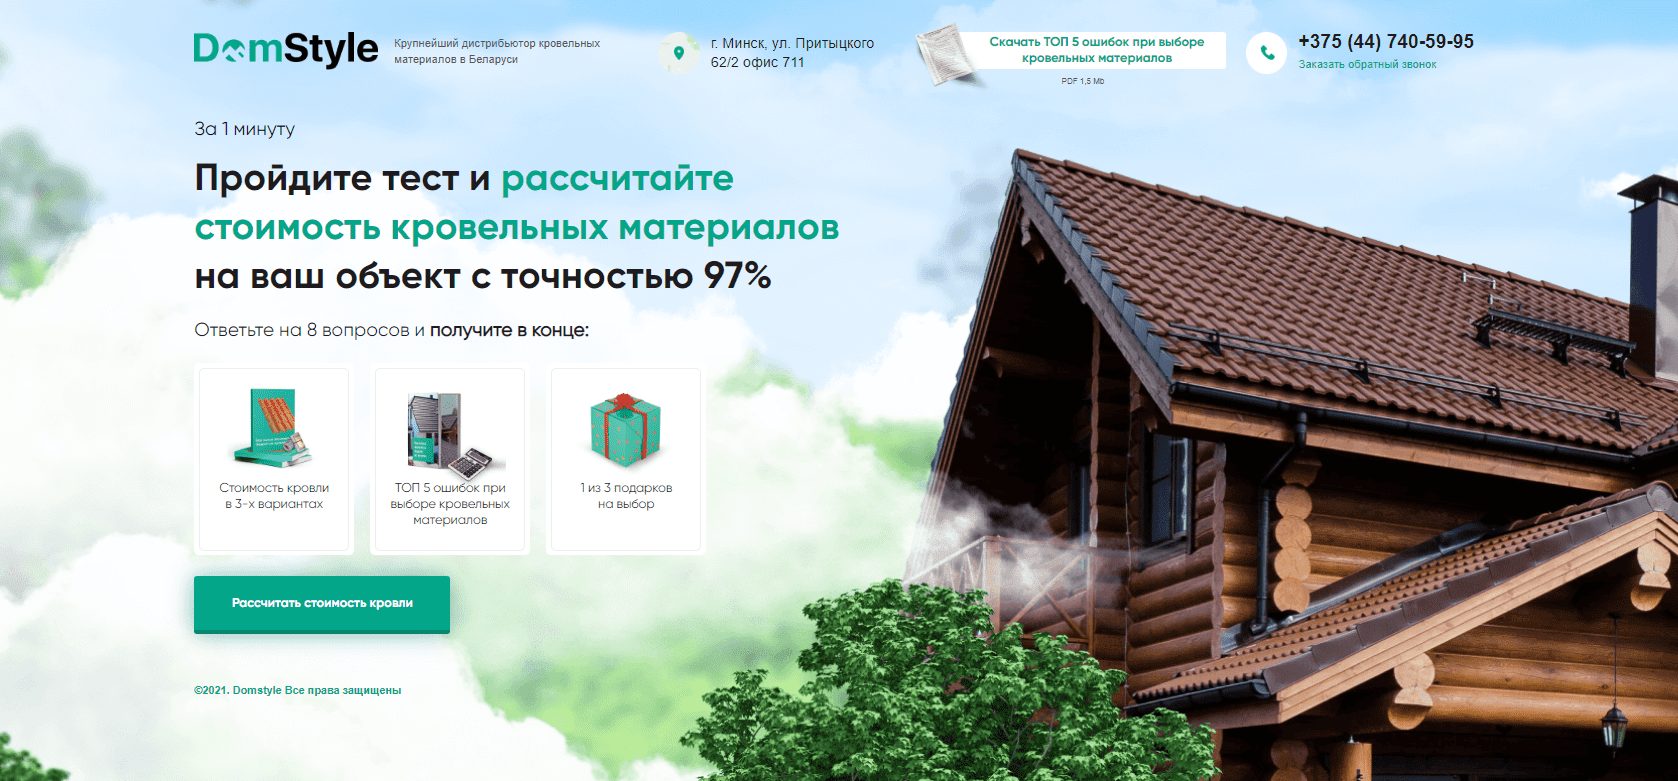 DomStyle
Крупнейший дистрибьютор кровельных
материалов в Беларуси
г. Минск, ул. Притыцкого
62/2 офис 711
Скачать ТОП 5 ошибок при выборе
кровельных материалов
PDF 1,5 Mb
+375 (44) 740-59-95
Заказать обратный звонок
За 1 минуту
Пройдите тест и рассчитайте
стоимость кровельных материалов
на ваш объект с точностью 97%
Ответьте на 8 вопросов и получите в конце:
Стоимость кровли
в 3-х вариантах
ТОП 5 ошибок при
выборе кровельных
материалов
1 из 3 подарков
на выбор
Рассчитать стоимость кровли
©2021. Domstyle Все права защищены